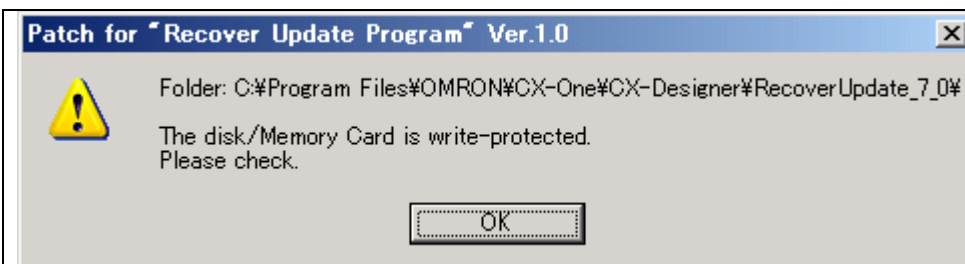 Patch for “Recover Update Program” Ver.1.0
Folder: C:¥Program Files¥OMRON¥CX-One¥CX-Designer¥RecoverUpdate_7_0¥
The disk/Memory Card is write-protected.
Please check.
OK